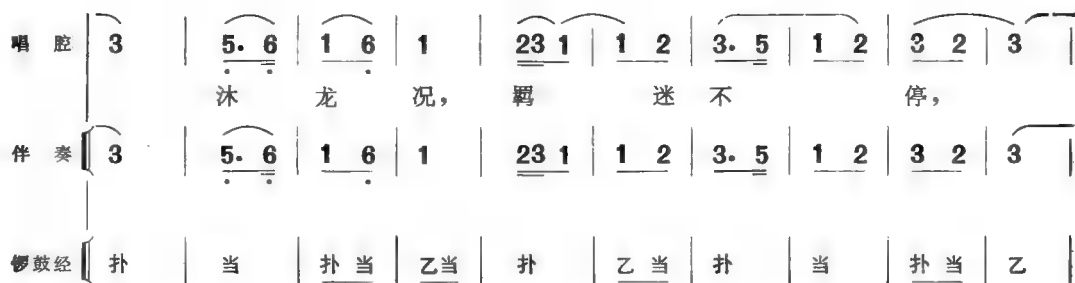 唱腔 3 | 5. 6 | 1 6 | 1 | 23 1 | 1 2 | 3. 5 | 1 2 | 3 2 | 3 |
沐 龙 况， 羁 迷 不 停，
伴奏 3 | 5. 6 | 1 6 | 1 | 23 1 | 1 2 | 3. 5 | 1 2 | 3 2 | 3 |
锣鼓经 扑 | 当 | 扑 当 | 乙当 | 扑 | 乙 当 | 扑 | 当 | 扑 当 | 乙 |